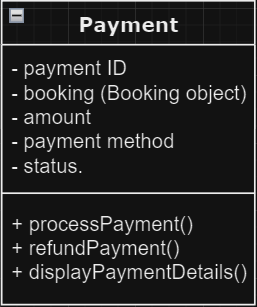 Payment
- payment ID
- booking (Booking object)
- amount
- payment method
- status.
+ processPayment()
+ refundPayment()
+ displayPaymentDetails()